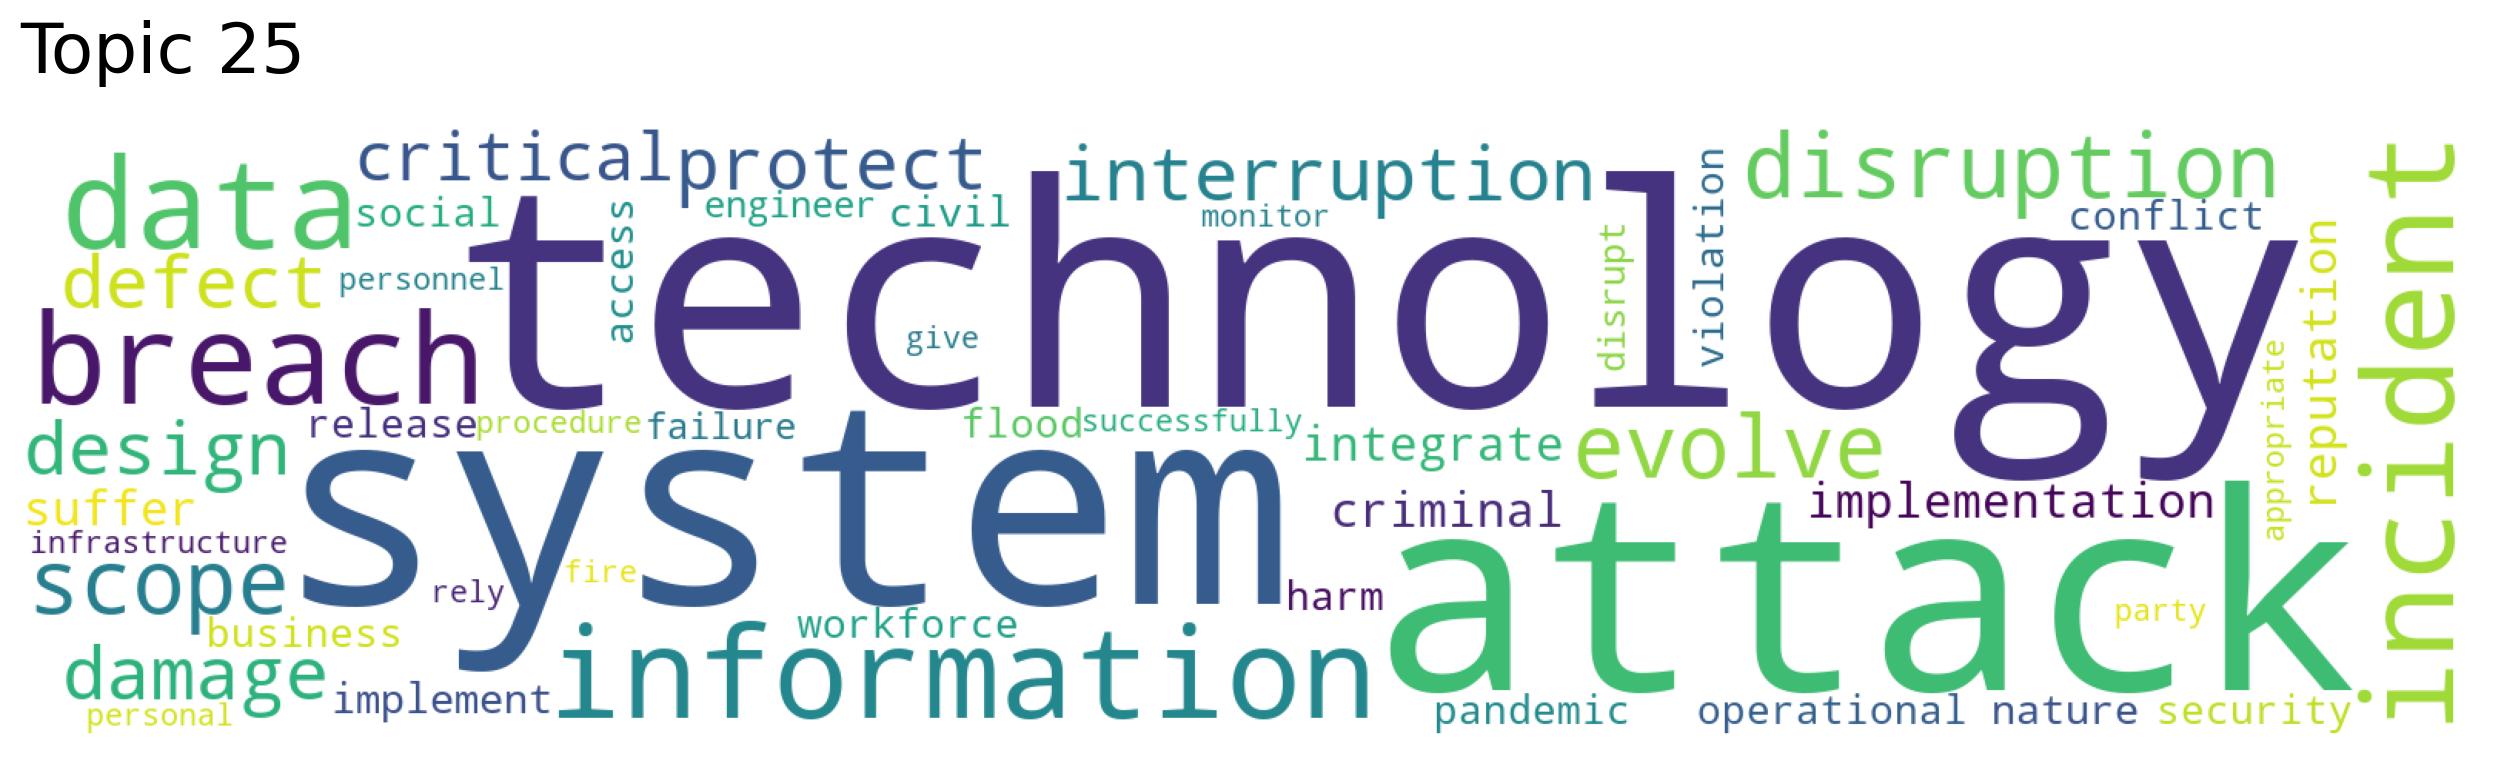 Topic 25
critical
protect
interruption
disruption
data
social
engineer
civil
monitor
conflict
technology
access
disrupt
violation
defect
personnel
give
breach
reputation
incident
appropriate
release
procedure
failure
flood
successfully
integrate
evolve
design
system
suffer
criminal
implementation
infrastructure
attack
scope
rely
fire
harm
party
business
workforce
information
damage
implement
personal
pandemic
operational
nature
security